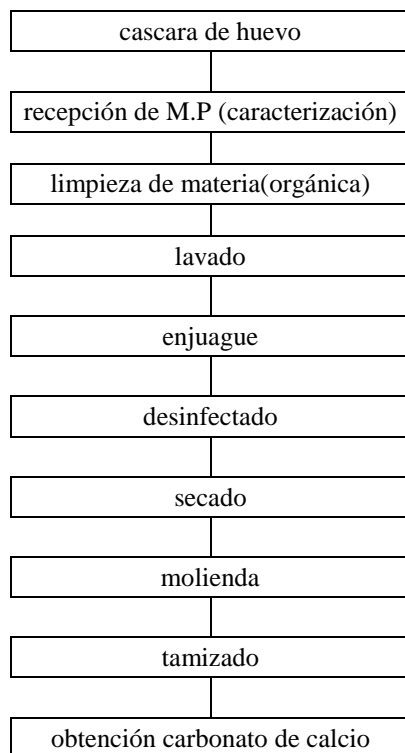 cascara de huevo
recepción de M.P (caracterización)
limpieza de materia(orgánica)
lavado
enjuague
desinfectado
secado
molienda
tamizado
obtención carbonato de calcio